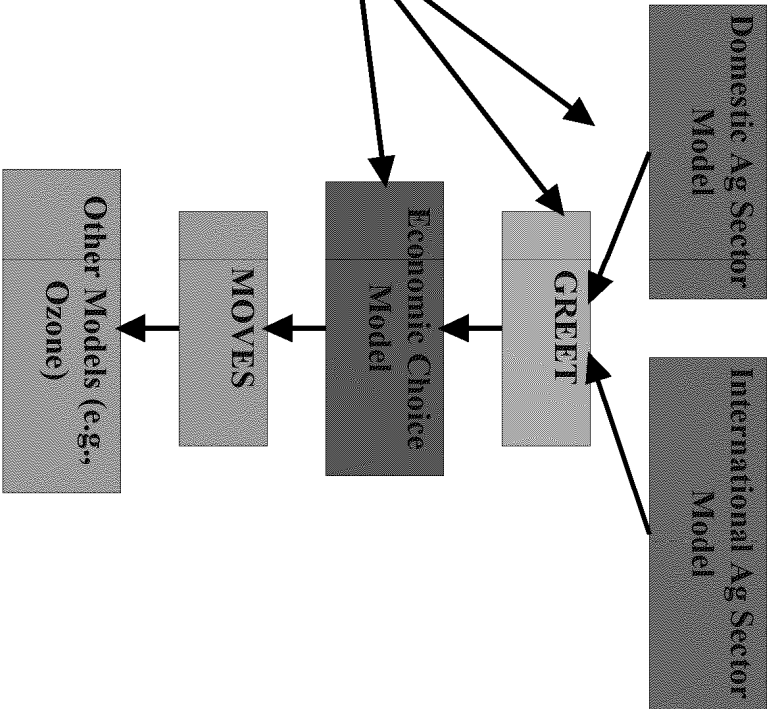 Domestic Ag Sector
Model
International Ag Sector
Model
GREET
Economic Choice
Model
MOVES
Other Models (e.g.,
Ozone)